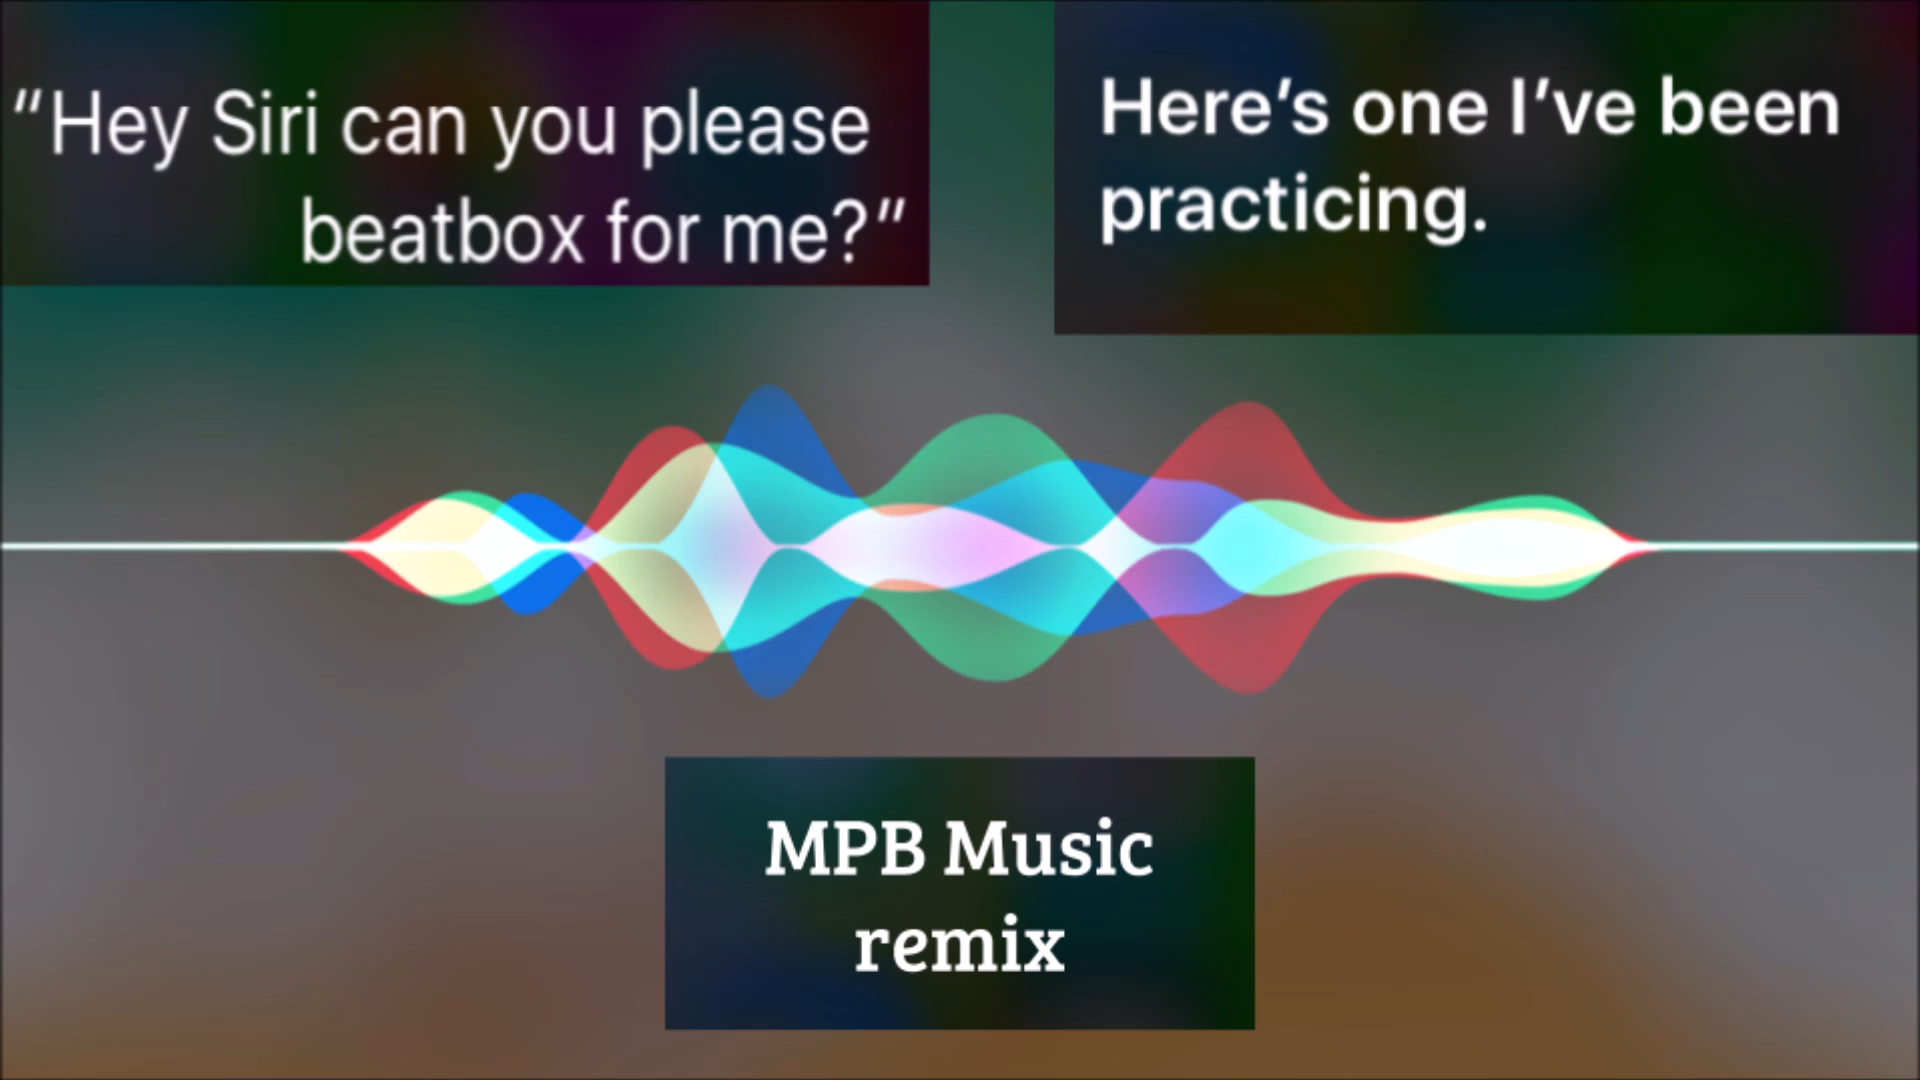 "Hey Siri can you please
beatbox for me?"
Here's one I've been
practicing.
MPB Music
remix